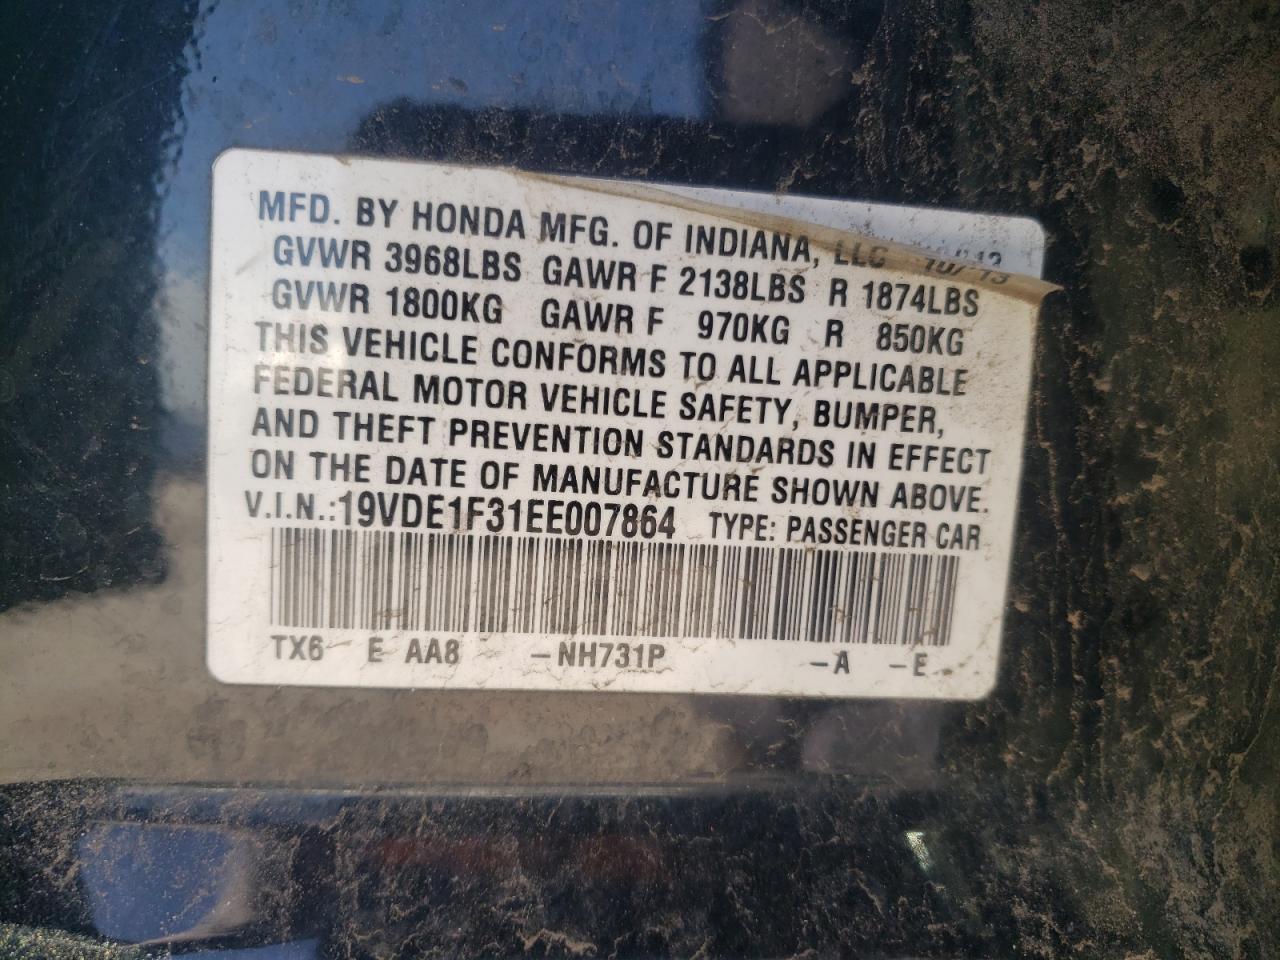 MFD. BY HONDA MFG. OF INDIANA, LLC 10/13
GVWR 3968LBS GAWR F 2138LBS R 1874LBS
GVWR 1800KG GAWR F 970KG R 850KG
THIS VEHICLE CONFORMS TO ALL APPLICABLE
FEDERAL MOTOR VEHICLE SAFETY, BUMPER,
AND THEFT PREVENTION STANDARDS IN EFFECT
ON THE DATE OF MANUFACTURE SHOWN ABOVE.
V.I.N.:19VDE1F31EE007864 TYPE: PASSENGER CAR
TX6 E AA8 -NH731P -A -E